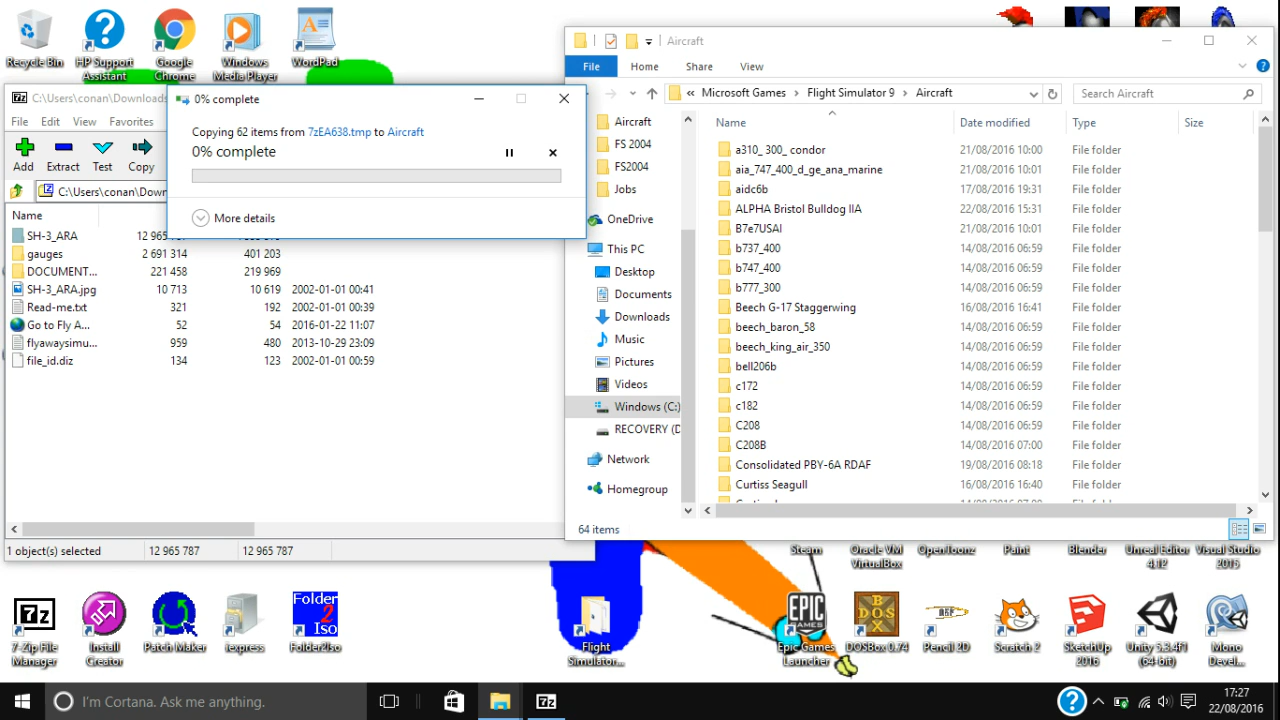 Recycle Bin
HP Support Assistant
Google Chrome
Windows Media Player
WordPad
C:\Users\conan\Downloads
File Edit View Favorites
Add Extract Test Copy
C:\Users\conan\Down
Name
SH-3_ARA 12 965 787
gauges 2 691 314 401 203
DOCUMENT... 221 458 219 969
SH-3_ARA.jpg 10 713 10 619 2002-01-01 00:41
Read-me.txt 321 192 2002-01-01 00:39
Go to Fly A... 52 54 2016-01-22 11:07
flyawaysimu... 959 480 2013-10-29 23:09
file_id.diz 134 123 2002-01-01 00:59
1 object(s) selected 12 965 787 12 965 787
0% complete
Copying 62 items from 7zEA638.tmp to Aircraft
0% complete
More details
Aircraft
File Home Share View
« Microsoft Games › Flight Simulator 9 › Aircraft
Search Aircraft
Aircraft
FS 2004
FS2004
Jobs
OneDrive
This PC
Desktop
Documents
Downloads
Music
Pictures
Videos
Windows (C:)
RECOVERY (D
Network
Homegroup
Name Date modified Type Size
a310_ 300_ condor 21/08/2016 10:00 File folder
aia_747_400_d_ge_ana_marine 21/08/2016 10:01 File folder
aidc6b 17/08/2016 19:31 File folder
ALPHA Bristol Bulldog IIA 22/08/2016 15:31 File folder
B7e7USAI 21/08/2016 10:01 File folder
b737_400 14/08/2016 06:59 File folder
b747_400 14/08/2016 06:59 File folder
b777_300 14/08/2016 06:59 File folder
Beech G-17 Staggerwing 16/08/2016 16:41 File folder
beech_baron_58 14/08/2016 06:59 File folder
beech_king_air_350 14/08/2016 06:59 File folder
bell206b 14/08/2016 06:59 File folder
c172 14/08/2016 06:59 File folder
c182 14/08/2016 06:59 File folder
C208 14/08/2016 06:59 File folder
C208B 14/08/2016 07:00 File folder
Consolidated PBY-6A RDAF 19/08/2016 08:18 File folder
Curtiss Seagull 16/08/2016 16:40 File folder
64 items
Steam
Oracle VM VirtualBox
OpenToonz
Paint
Blender
Unreal Editor 4.12
Visual Studio 2015
7-Zip File Manager
Install Creator
Patch Maker
iexpress
Folder 2 Iso
Folder2Iso
Flight Simulator...
EPIC GAMES
Epic Games Launcher
DOSBox 0.74
Pencil 2D
Scratch 2
SketchUp 2016
Unity 5.3.4f1 (64-bit)
Mono Devel...
I'm Cortana. Ask me anything.
17:27
22/08/2016